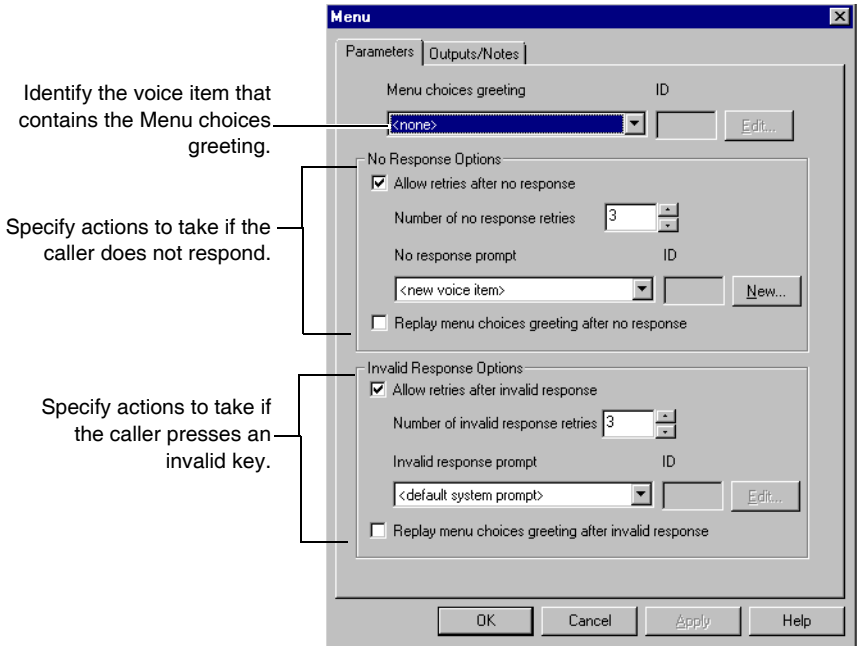 Menu
Parameters
Outputs/Notes
Identify the voice item that
contains the Menu choices
greeting.
Menu choices greeting
ID
<none>
Edit...
No Response Options
Allow retries after no response
Specify actions to take if the
caller does not respond.
Number of no response retries
3
No response prompt
ID
<new voice item>
New...
Replay menu choices greeting after no response
Invalid Response Options
Allow retries after invalid response
Specify actions to take if
the caller presses an
invalid key.
Number of invalid response retries
3
Invalid response prompt
ID
<default system prompt>
Edit...
Replay menu choices greeting after invalid response
OK
Cancel
Apply
Help